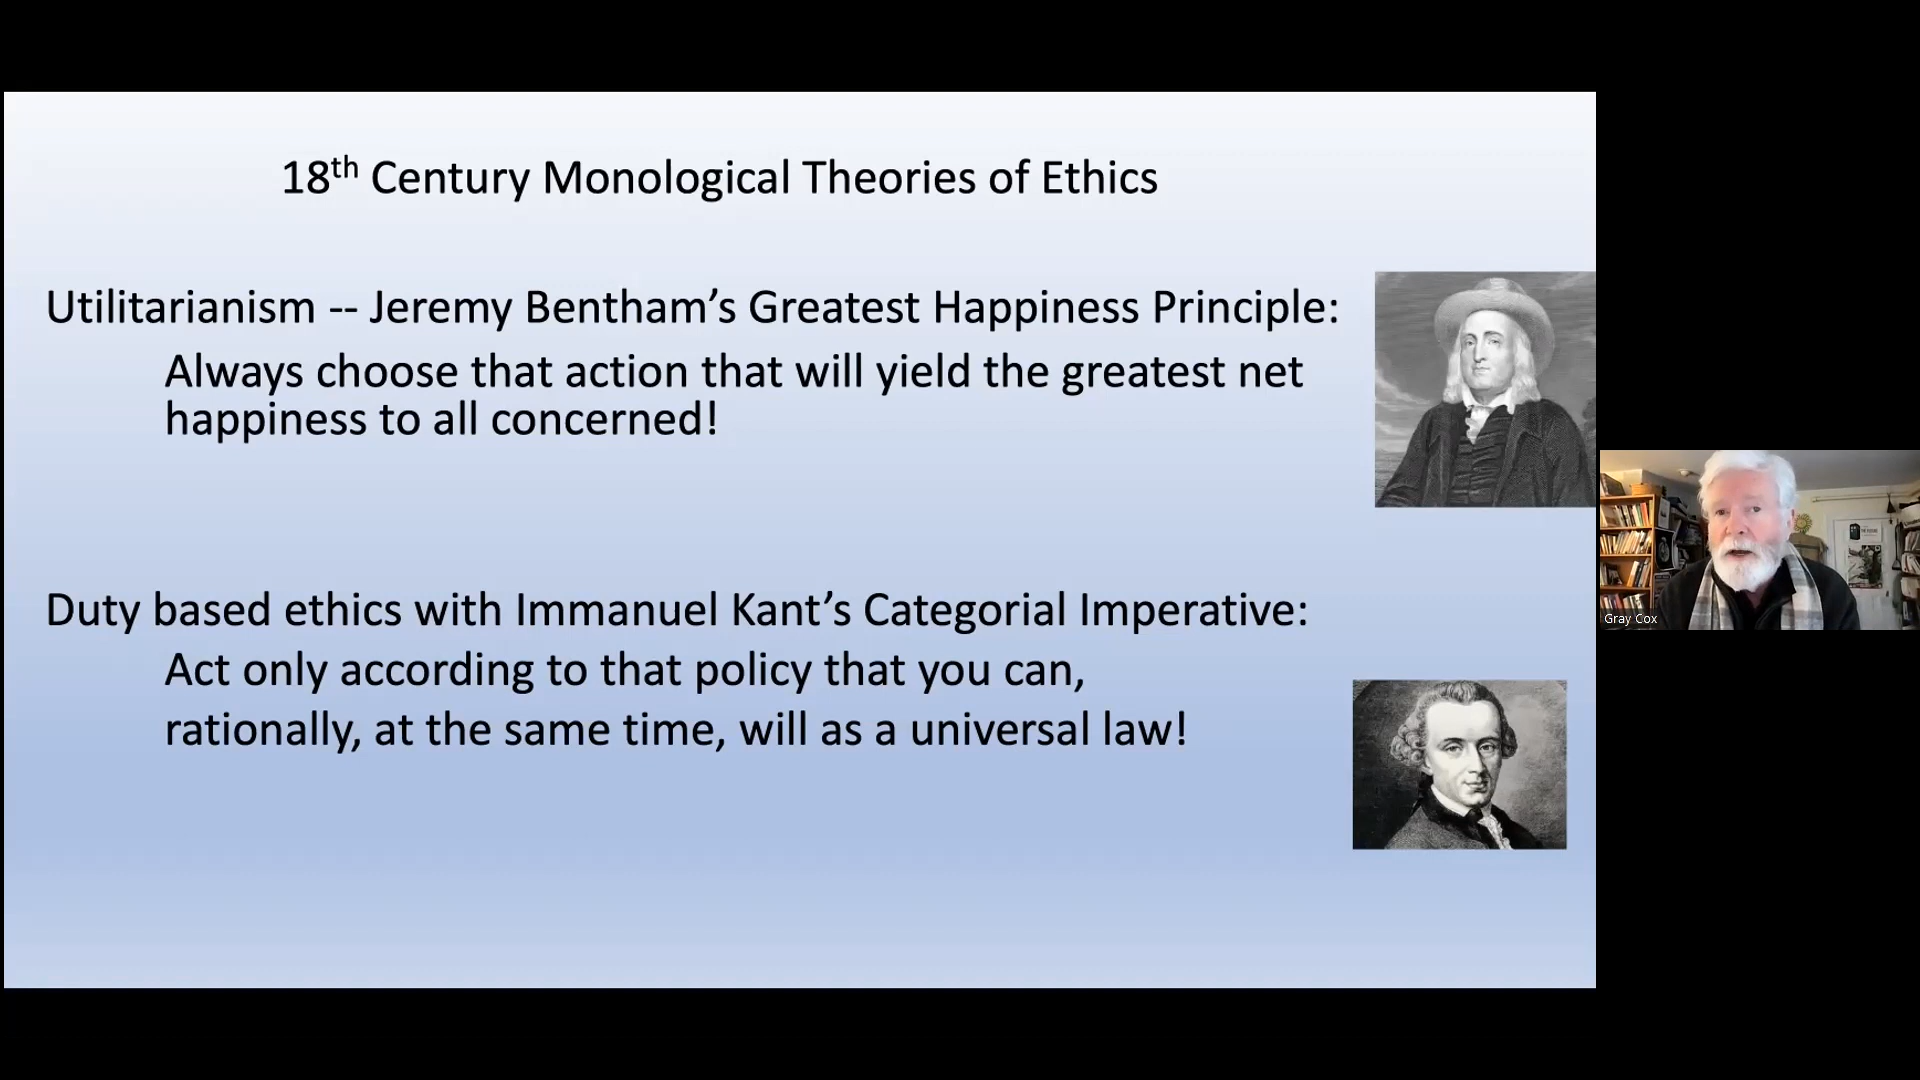 18th Century Monological Theories of Ethics
Utilitarianism -- Jeremy Bentham's Greatest Happiness Principle:
Always choose that action that will yield the greatest net
happiness to all concerned!
Duty based ethics with Immanuel Kant's Categorial Imperative:
Act only according to that policy that you can,
rationally, at the same time, will as a universal law!
Gray Cox